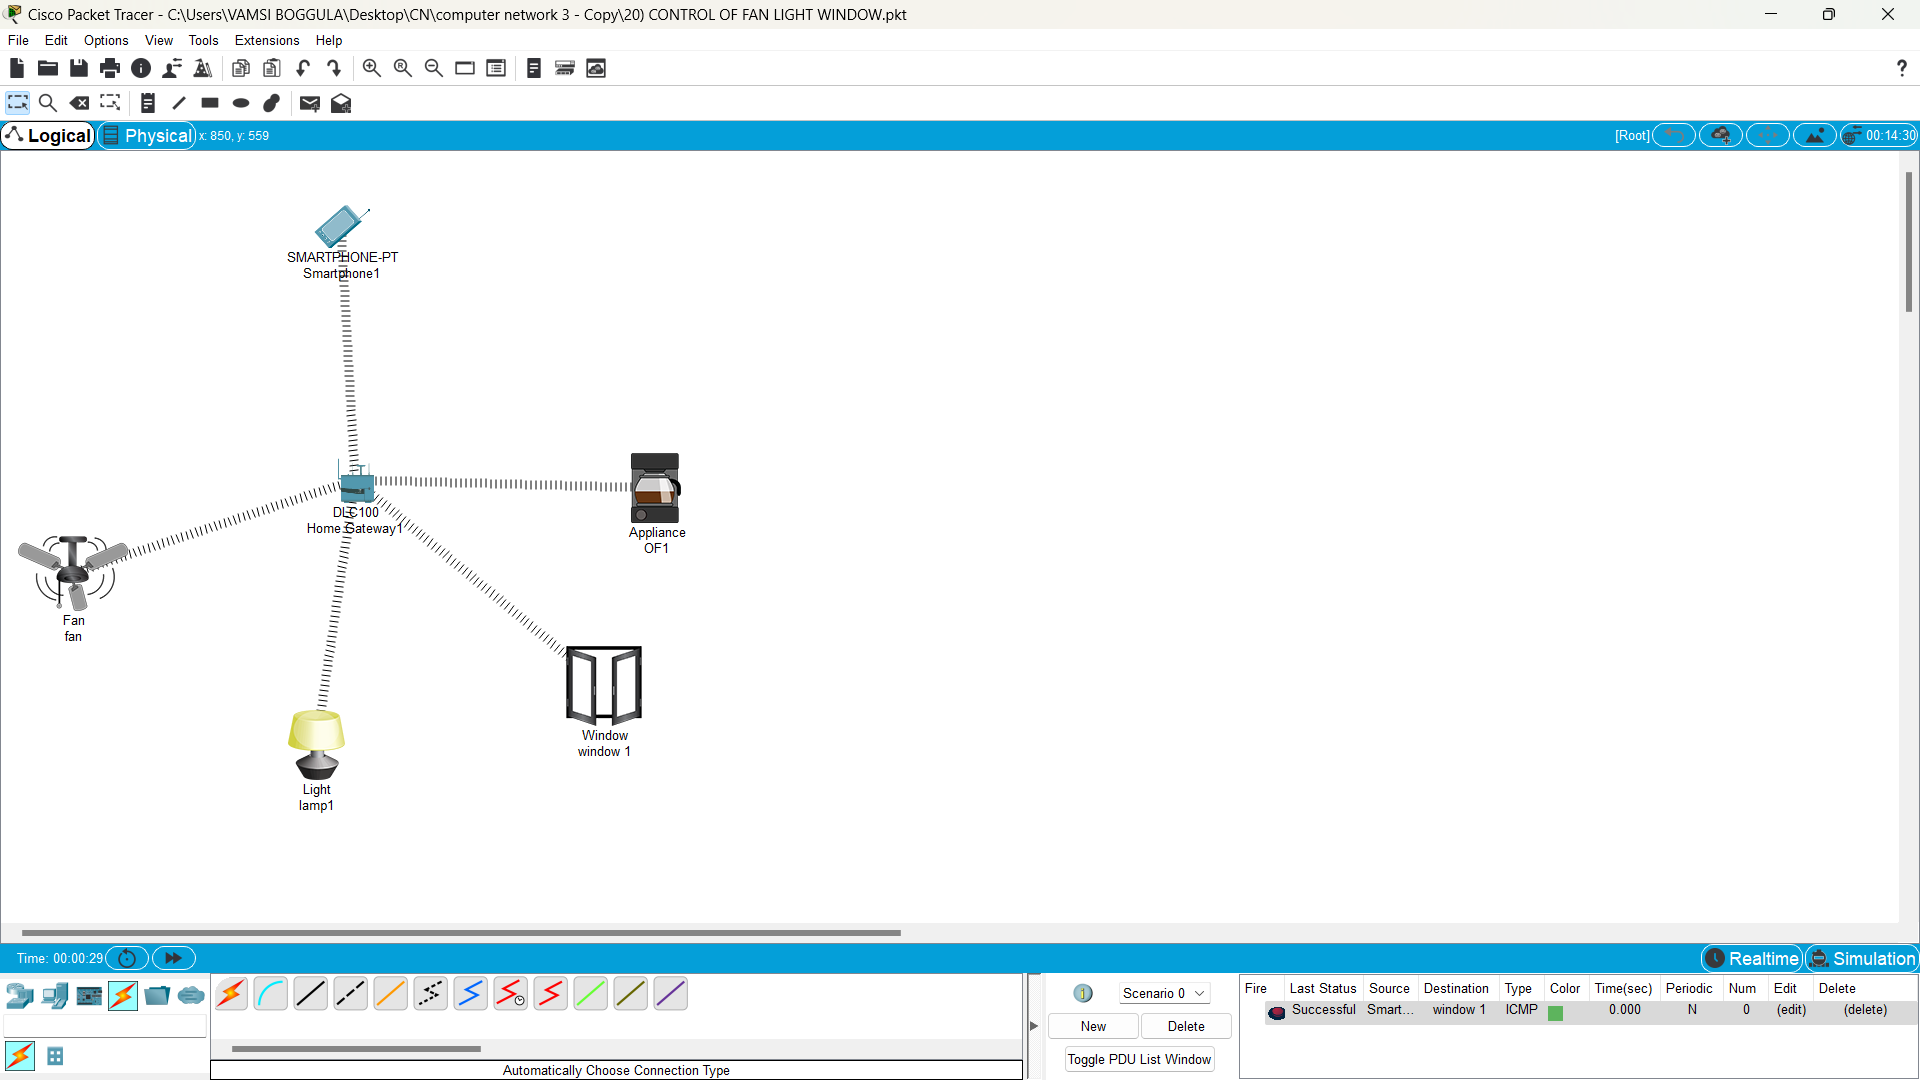 Cisco Packet Tracer - C:\Users\VAMSI BOGGULA\Desktop\CN\computer network 3 - Copy\20) CONTROL OF FAN LIGHT WINDOW.pkt
File Edit Options View Tools Extensions Help
Logical Physical x: 850, y: 559 [Root] 00:14:30
SMARTPHONE-PT
Smartphone1
DLC100
Home Gateway1
Appliance
OF1
Fan
fan
Window
window 1
Light
lamp1
Time: 00:00:29 Realtime Simulation
Scenario 0
New Delete
Toggle PDU List Window
Fire Last Status Source Destination Type Color Time(sec) Periodic Num Edit Delete
Successful Smart... window 1 ICMP 0.000 N 0 (edit) (delete)
Automatically Choose Connection Type